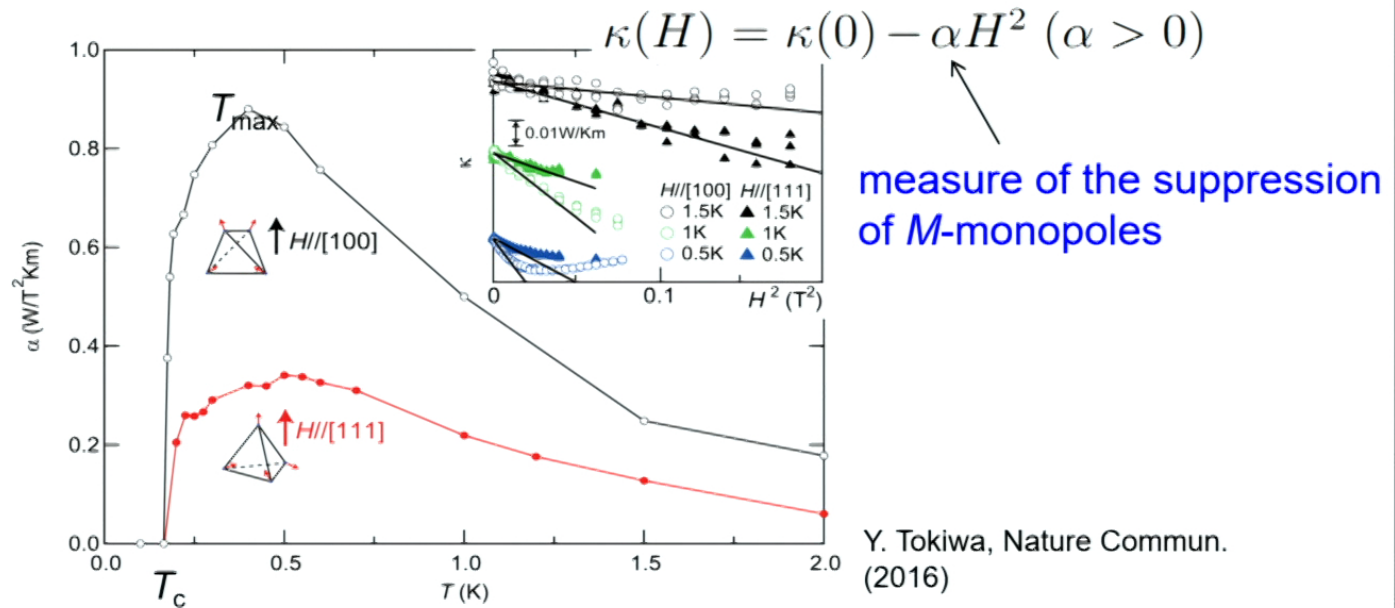 κ(H) = κ(0) − αH² (α > 0)
measure of the suppression
of M-monopoles
1.0
0.8
0.6
0.4
0.2
0.0
α (W/T²Km)
T_max
H//[100]
H//[111]
κ
0.01W/Km
H//[100] H//[111]
1.5K 1.5K
1K 1K
0.5K 0.5K
0 0.1 H² (T²)
0.0 0.5 1.0 1.5 2.0
T_c
T (K)
Y. Tokiwa, Nature Commun.
(2016)